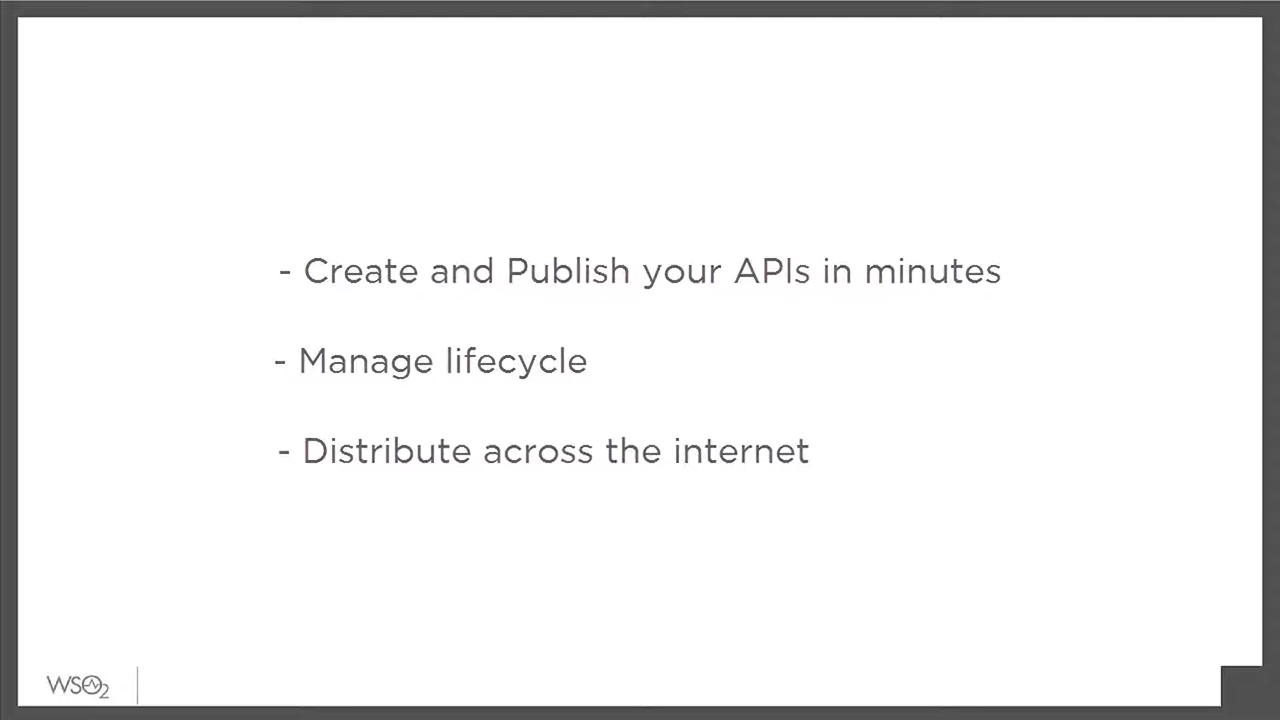 - Create and Publish your APIs in minutes
- Manage lifecycle
- Distribute across the internet
WSO2